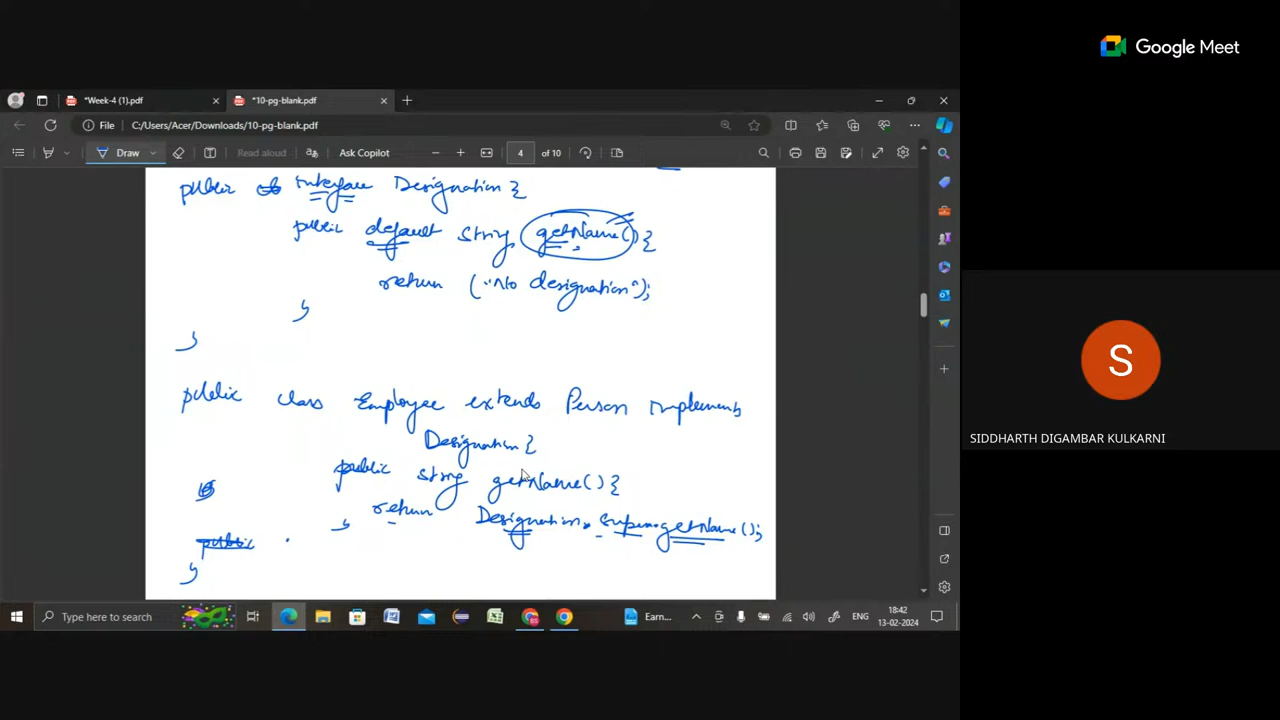 Google Meet
*Week-4 (1).pdf
*10-pg-blank.pdf
File
C:/Users/Acer/Downloads/10-pg-blank.pdf
Draw
Read aloud
Ask Copilot
4 of 10
public interface Designation {
public default String getName() {
return ("No designation");
}
}
public class Employee extends Person implements
Designation {
public String getName() {
return Designation.super.getName();
}
public
}
S
SIDDHARTH DIGAMBAR KULKARNI
Type here to search
Earn...
ENG
18:42
13-02-2024